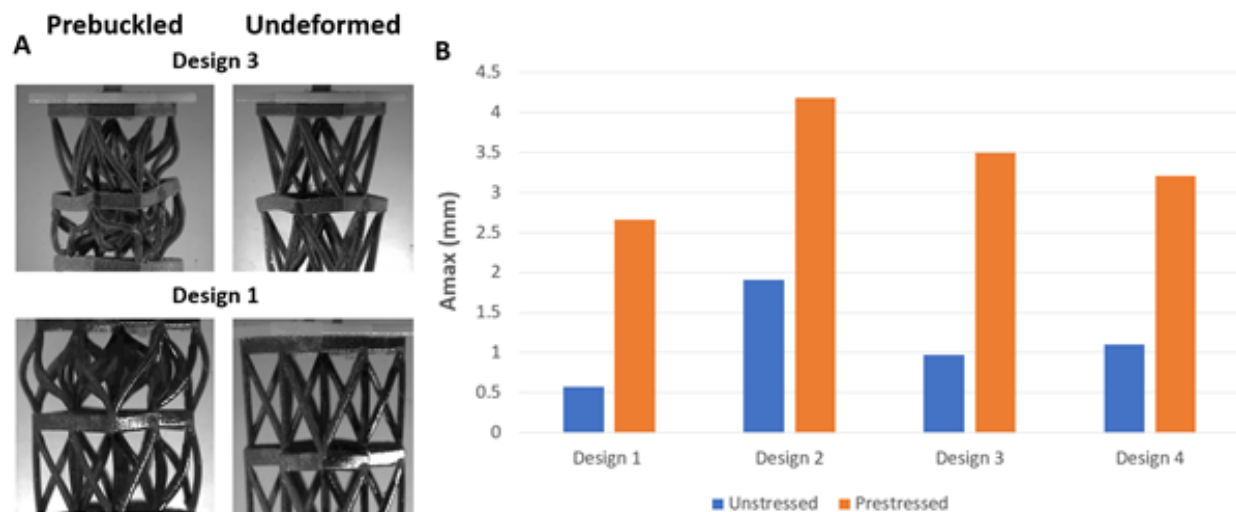 Prebuckled Undeformed
A
Design 3
Design 1
B
4.5
4
3.5
3
2.5
2
1.5
1
0.5
0
Amax (mm)
Design 1 Design 2 Design 3 Design 4
Unstressed Prestressed